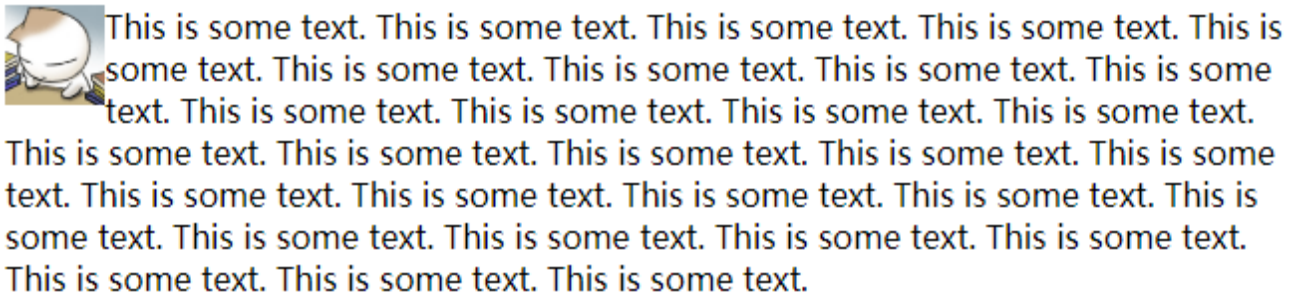 This is some text. This is some text. This is some text. This is some text. This is
some text. This is some text. This is some text. This is some text. This is some
text. This is some text. This is some text. This is some text. This is some text.
This is some text. This is some text. This is some text. This is some text. This is some
text. This is some text. This is some text. This is some text. This is some text. This is
some text. This is some text. This is some text. This is some text. This is some text.
This is some text. This is some text. This is some text.